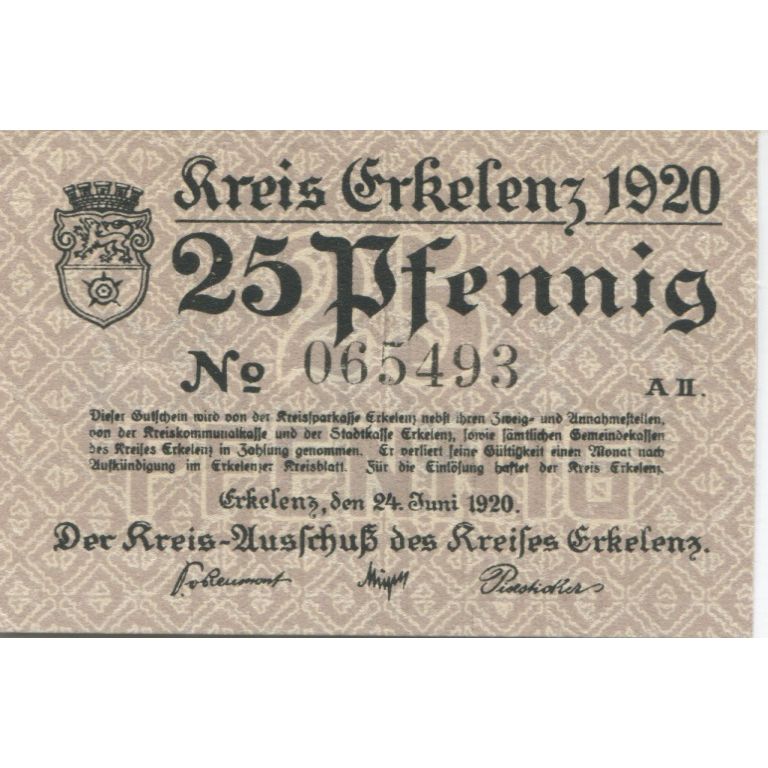 Kreis Erkelenz 1920
25 Pfennig
No 065493
A II.
Dieser Gutschein wird von der Kreissparkasse Erkelenz nebst ihren Zweig- und Annahmestellen,
von der Kreiskommunalkasse und der Stadtkasse Erkelenz, sowie sämtlichen Gemeindekassen
des Kreises Erkelenz in Zahlung genommen. Er verliert seine Gültigkeit einen Monat nach
Aufkündigung im Erkelenzer Kreisblatt. Für die Einlösung haftet der Kreis Erkelenz.
Erkelenz, den 24. Juni 1920.
Der Kreis-Ausschuß des Kreises Erkelenz.
25
PFENNIG